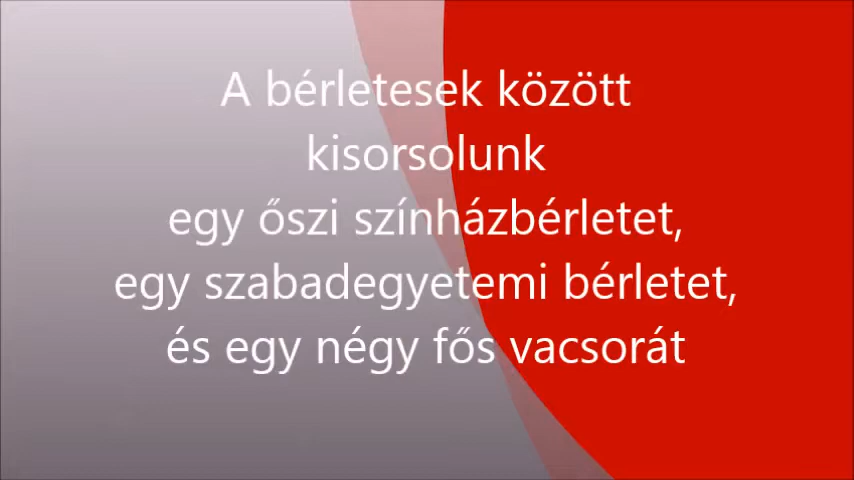 A bérletesek között
kisorsolunk
egy őszi színházbérletet,
egy szabadegyetemi bérletet,
és egy négy fős vacsorát